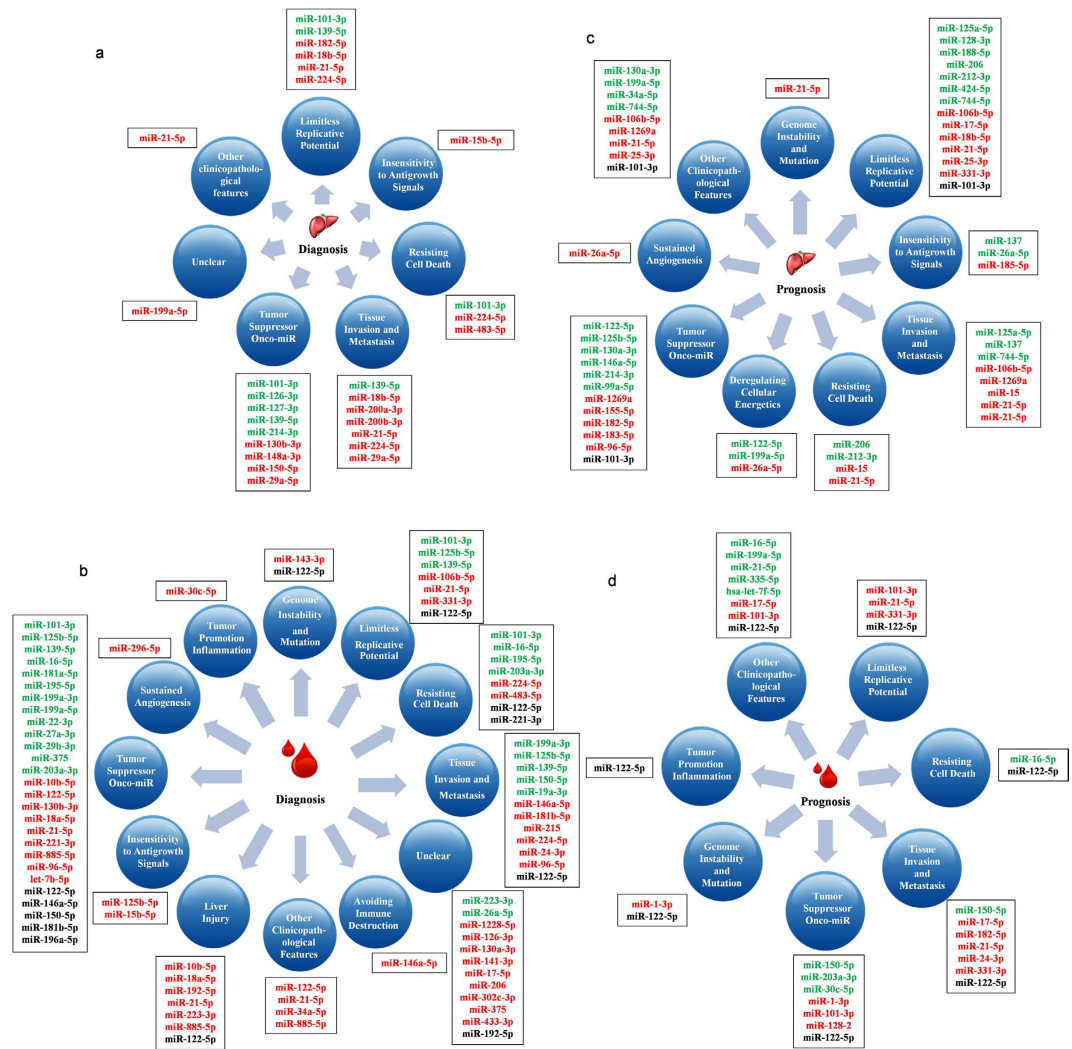 a
miR-101-3p
miR-139-5p
miR-182-5p
miR-18b-5p
miR-21-5p
miR-224-5p
Limitless
Replicative
Potential
miR-15b-5p
Insensitivity
to Antigrowth
Signals
miR-21-5p
Other
clinicopatholo-
gical
features
Diagnosis
Unclear
miR-199a-5p
Resisting
Cell Death
miR-101-3p
miR-224-5p
miR-483-5p
Tumor
Suppressor
Onco-miR
miR-101-3p
miR-126-3p
miR-127-3p
miR-139-5p
miR-214-3p
miR-130b-3p
miR-148a-3p
miR-150-5p
miR-29a-5p
Tissue
Invasion and
Metastasis
miR-139-5p
miR-18b-5p
miR-200a-3p
miR-200b-3p
miR-21-5p
miR-224-5p
miR-29a-5p
c
miR-130a-3p
miR-199a-5p
miR-34a-5p
miR-744-5p
miR-106b-5p
miR-1269a
miR-21-5p
miR-25-3p
miR-101-3p
Other
Clinicopath-
ological
Features
miR-21-5p
Genome
Instability
and
Mutation
miR-125a-5p
miR-128-3p
miR-188-5p
miR-206
miR-212-3p
miR-424-5p
miR-744-5p
miR-106b-5p
miR-17-5p
miR-18b-5p
miR-21-5p
miR-25-3p
miR-331-3p
miR-101-3p
Limitless
Replicative
Potential
miR-26a-5p
Sustained
Angiogenesis
Prognosis
Insensitivity
to Antigrowth
Signals
miR-137
miR-26a-5p
miR-185-5p
miR-122-5p
miR-125b-5p
miR-130a-3p
miR-146a-5p
miR-214-3p
miR-99a-5p
miR-1269a
miR-155-5p
miR-182-5p
miR-183-5p
miR-96-5p
miR-101-3p
Tumor
Suppressor
Onco-miR
Deregulating
Cellular
Energetics
miR-122-5p
miR-199a-5p
miR-26a-5p
Resisting
Cell Death
miR-206
miR-212-3p
miR-15
miR-21-5p
Tissue
Invasion
and
Metastasis
miR-125a-5p
miR-137
miR-744-5p
miR-106b-5p
miR-1269a
miR-15
miR-21-5p
miR-21-5p
b
miR-30c-5p
Tumor
Promotion
Inflammation
miR-143-3p
miR-122-5p
Genome
Instability
and
Mutation
miR-101-3p
miR-125b-5p
miR-139-5p
miR-106b-5p
miR-21-5p
miR-331-3p
miR-122-5p
Limitless
Replicative
Potential
miR-296-5p
Sustained
Angiogenesis
Resisting
Cell Death
miR-101-3p
miR-16-5p
miR-195-5p
miR-203a-3p
miR-224-5p
miR-483-5p
miR-122-5p
miR-221-3p
miR-101-3p
miR-125b-5p
miR-139-5p
miR-16-5p
miR-181a-5p
miR-195-5p
miR-199a-3p
miR-199a-5p
miR-22-3p
miR-27a-3p
miR-29b-3p
miR-375
miR-203a-3p
miR-10b-5p
miR-122-5p
miR-130b-3p
miR-18a-5p
miR-21-5p
miR-221-3p
miR-885-5p
miR-96-5p
let-7b-5p
miR-122-5p
miR-146a-5p
miR-150-5p
miR-181b-5p
miR-196a-5p
Tumor
Suppressor
Onco-miR
Diagnosis
Tissue
Invasion and
Metastasis
miR-199a-3p
miR-125b-5p
miR-139-5p
miR-150-5p
miR-19a-3p
miR-146a-5p
miR-181b-5p
miR-215
miR-224-5p
miR-24-3p
miR-96-5p
miR-122-5p
Insensitivity
to Antigrowth
Signals
miR-125b-5p
miR-15b-5p
Liver
Injury
miR-10b-5p
miR-18a-5p
miR-192-5p
miR-21-5p
miR-223-3p
miR-885-5p
miR-122-5p
Other
Clinicopath-
ological
Features
miR-122-5p
miR-21-5p
miR-34a-5p
miR-885-5p
Avoiding
Immune
Destruction
miR-146a-5p
Unclear
miR-223-3p
miR-26a-5p
miR-1228-5p
miR-126-3p
miR-130a-3p
miR-141-3p
miR-17-5p
miR-206
miR-302c-3p
miR-375
miR-433-3p
miR-192-5p
d
miR-16-5p
miR-199a-5p
miR-21-5p
miR-335-5p
hsa-let-7f-5p
miR-17-5p
miR-101-3p
miR-122-5p
Other
Clinicopatho-
logical
Features
miR-101-3p
miR-21-5p
miR-331-3p
miR-122-5p
Limitless
Replicative
Potential
miR-122-5p
Tumor
Promotion
Inflammation
Prognosis
Resisting
Cell Death
miR-16-5p
miR-122-5p
Genome
Instability
and
Mutation
miR-1-3p
miR-122-5p
Tumor
Suppressor
Onco-miR
miR-150-5p
miR-203a-3p
miR-30c-5p
miR-1-3p
miR-101-3p
miR-128-2
miR-122-5p
Tissue
Invasion
and
Metastasis
miR-150-5p
miR-17-5p
miR-182-5p
miR-21-5p
miR-24-3p
miR-331-3p
miR-122-5p